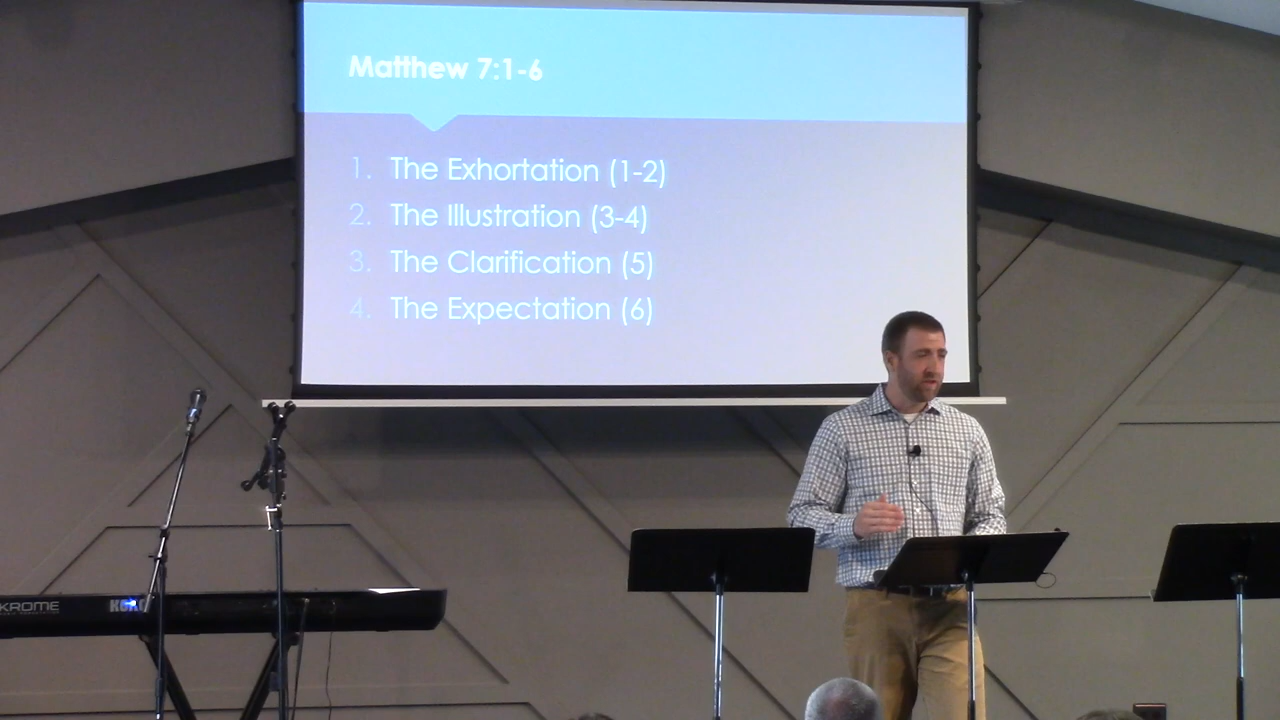 Matthew 7:1-6
1. The Exhortation (1-2)
2. The Illustration (3-4)
3. The Clarification (5)
4. The Expectation (6)
KROME
KORG